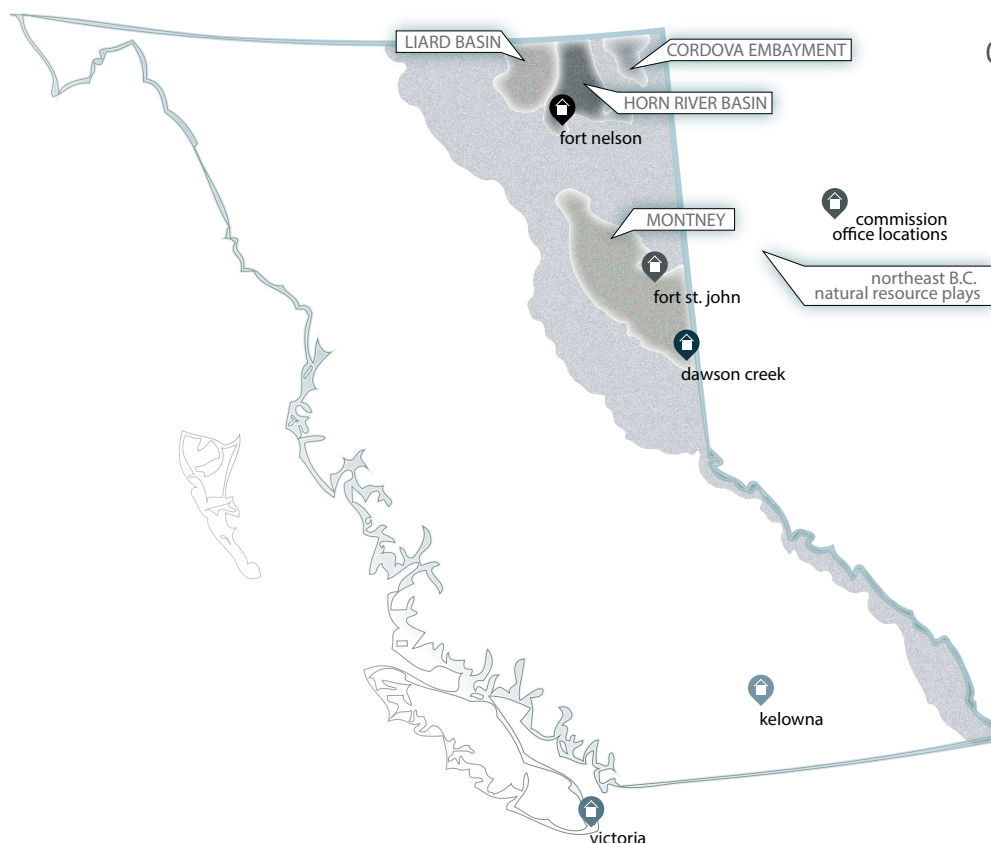 LIARD BASIN
CORDOVA EMBAYMENT
HORN RIVER BASIN
fort nelson
commission
office locations
MONTNEY
northeast B.C.
natural resource plays
fort st. john
dawson creek
kelowna
victoria